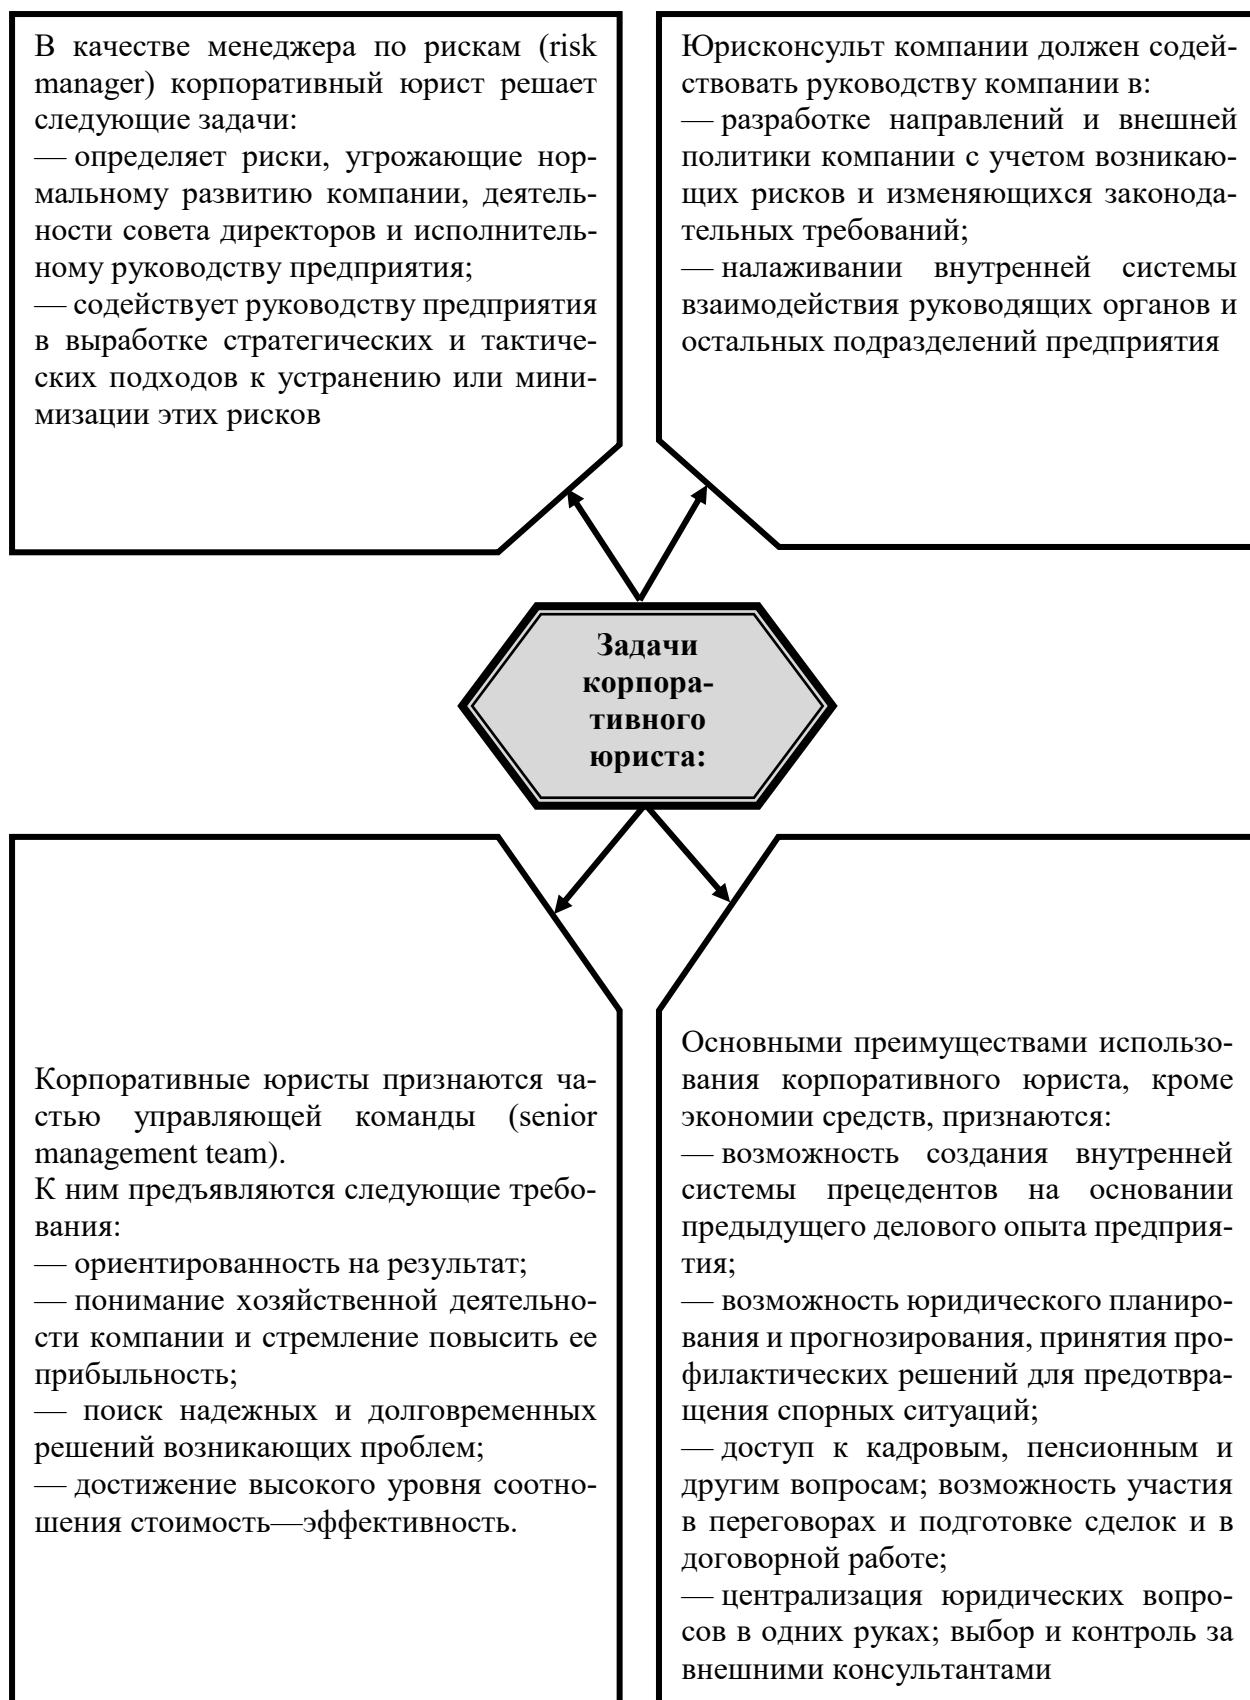 В качестве менеджера по рискам (risk
manager) корпоративный юрист решает
следующие задачи:
— определяет риски, угрожающие нор-
мальному развитию компании, деятель-
ности совета директоров и исполнитель-
ному руководству предприятия;
— содействует руководству предприятия
в выработке стратегических и тактиче-
ских подходов к устранению или мини-
мизации этих рисков
Юрисконсульт компании должен содей-
ствовать руководству компании в:
— разработке направлений и внешней
политики компании с учетом возникаю-
щих рисков и изменяющихся законода-
тельных требований;
— налаживании внутренней системы
взаимодействия руководящих органов и
остальных подразделений предприятия
Задачи
корпора-
тивного
юриста:
Корпоративные юристы признаются ча-
стью управляющей команды (senior
management team).
К ним предъявляются следующие требо-
вания:
— ориентированность на результат;
— понимание хозяйственной деятельно-
сти компании и стремление повысить ее
прибыльность;
— поиск надежных и долговременных
решений возникающих проблем;
— достижение высокого уровня соотно-
шения стоимость—эффективность.
Основными преимуществами использо-
вания корпоративного юриста, кроме
экономии средств, признаются:
— возможность создания внутренней
системы прецедентов на основании
предыдущего делового опыта предприя-
тия;
— возможность юридического планиро-
вания и прогнозирования, принятия про-
филактических решений для предотвра-
щения спорных ситуаций;
— доступ к кадровым, пенсионным и
другим вопросам; возможность участия
в переговорах и подготовке сделок и в
договорной работе;
— централизация юридических вопро-
сов в одних руках; выбор и контроль за
внешними консультантами